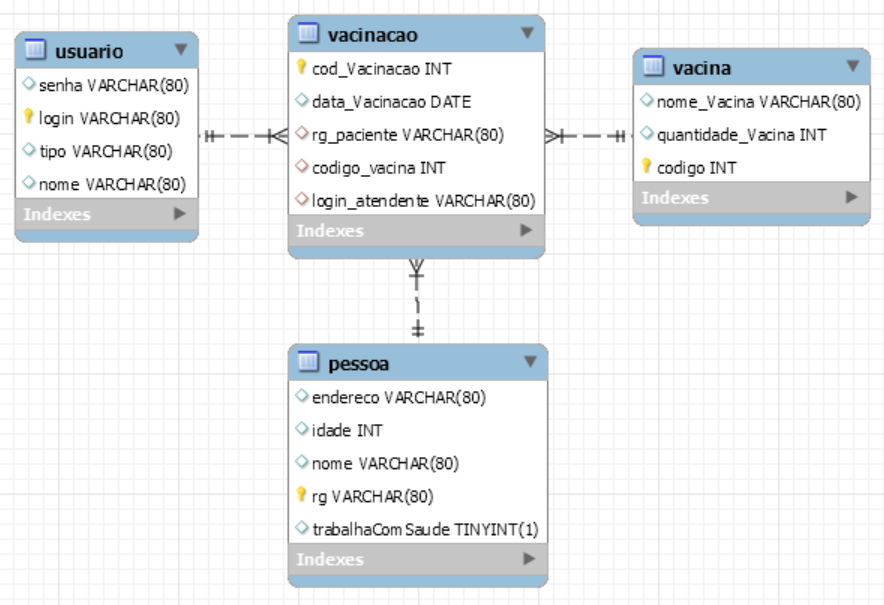 usuario
senha VARCHAR(80)
login VARCHAR(80)
tipo VARCHAR(80)
nome VARCHAR(80)
Indexes
vacinacao
cod_Vacinacao INT
data_Vacinacao DATE
rg_paciente VARCHAR(80)
codigo_vacina INT
login_atendente VARCHAR(80)
Indexes
vacina
nome_Vacina VARCHAR(80)
quantidade_Vacina INT
codigo INT
Indexes
pessoa
endereco VARCHAR(80)
idade INT
nome VARCHAR(80)
rg VARCHAR(80)
trabalhaComSaude TINYINT(1)
Indexes